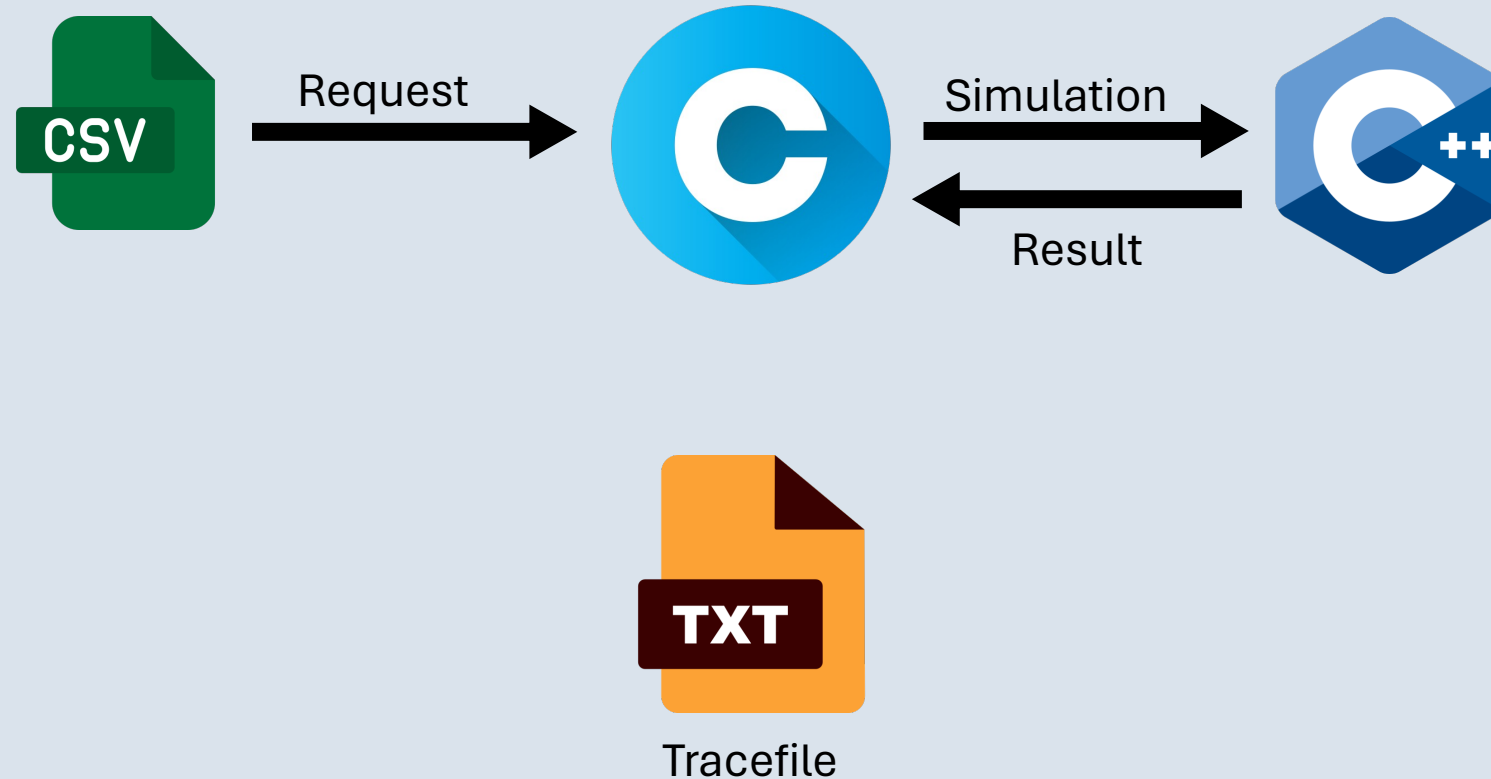 Request
CSV
C
Simulation
Result
C++
TXT
Tracefile